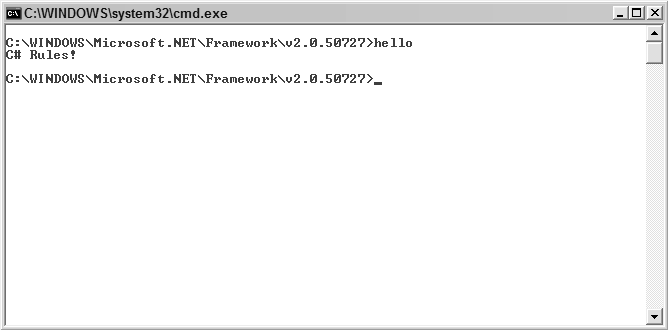 C:\WINDOWS\system32\cmd.exe
C:\WINDOWS\Microsoft.NET\Framework\v2.0.50727>hello
C# Rules!
C:\WINDOWS\Microsoft.NET\Framework\v2.0.50727>_